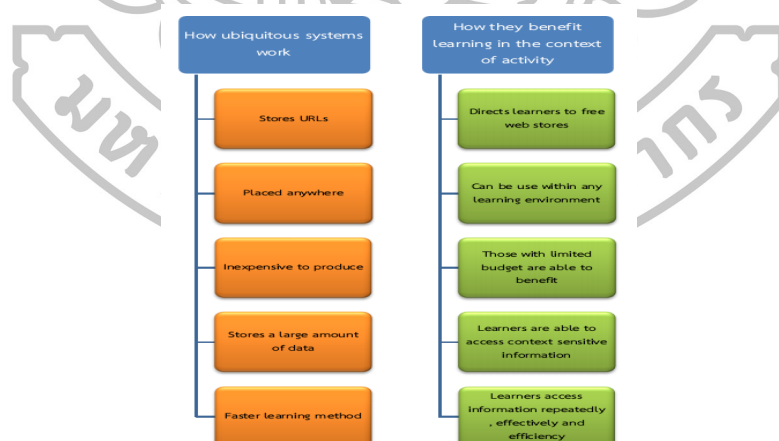 How ubiquitous systems
work
Stores URLs
Placed anywhere
Inexpensive to produce
Stores a large amount
of data
Faster learning method
How they benefit
learning in the context
of activity
Directs learners to free
web stores
Can be use within any
learning environment
Those with limited
budget are able to
benefit
Learners are able to
access context sensitive
information
Learners access
information repeatedly
, effectively and
efficiency